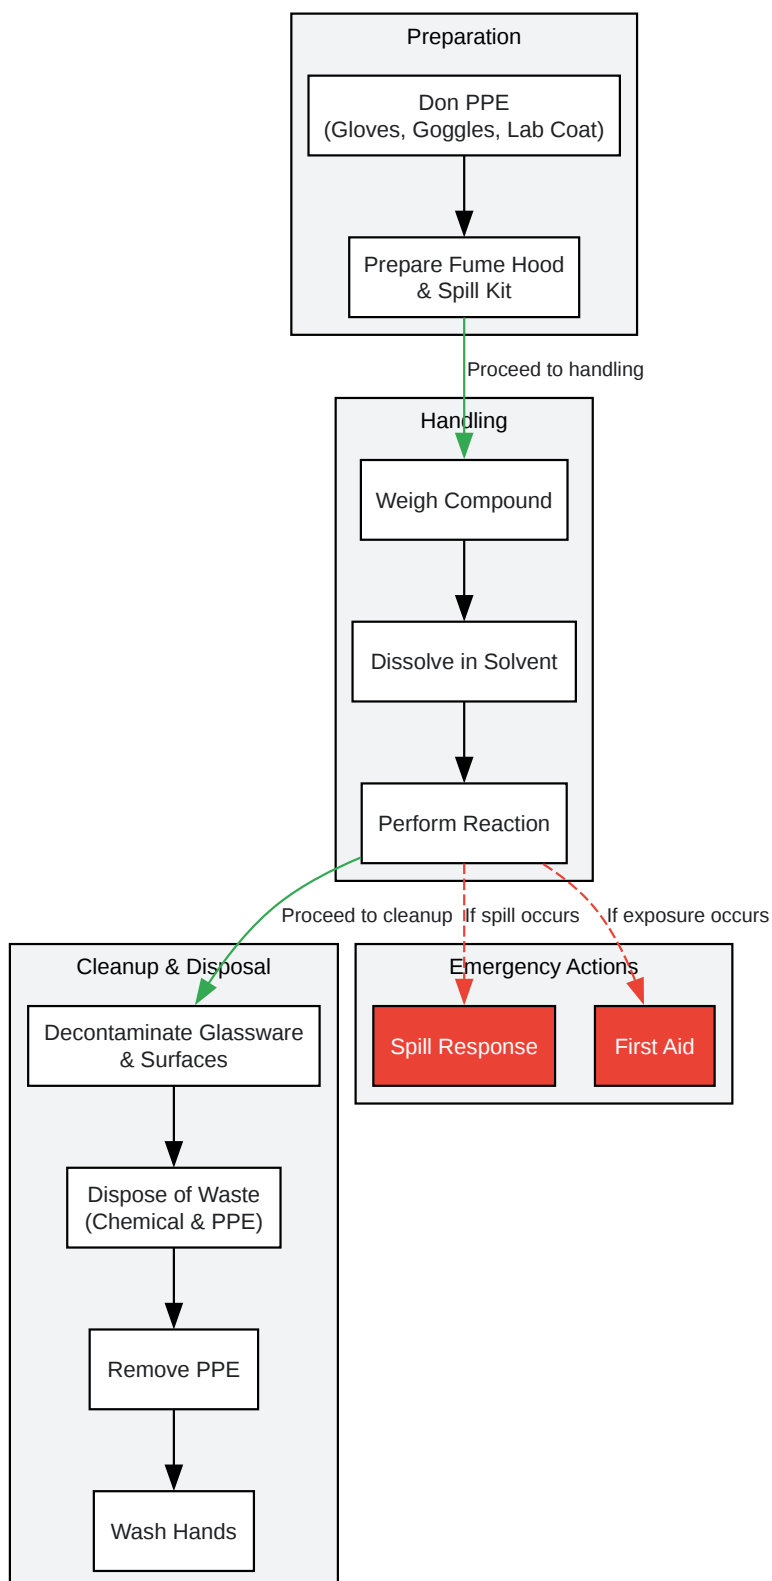 Preparation
Don PPE
(Gloves, Goggles, Lab Coat)
Prepare Fume Hood
& Spill Kit
Proceed to handling
Handling
Weigh Compound
Dissolve in Solvent
Perform Reaction
Proceed to cleanup
If spill occurs
If exposure occurs
Cleanup & Disposal
Decontaminate Glassware
& Surfaces
Dispose of Waste
(Chemical & PPE)
Remove PPE
Wash Hands
Emergency Actions
Spill Response
First Aid